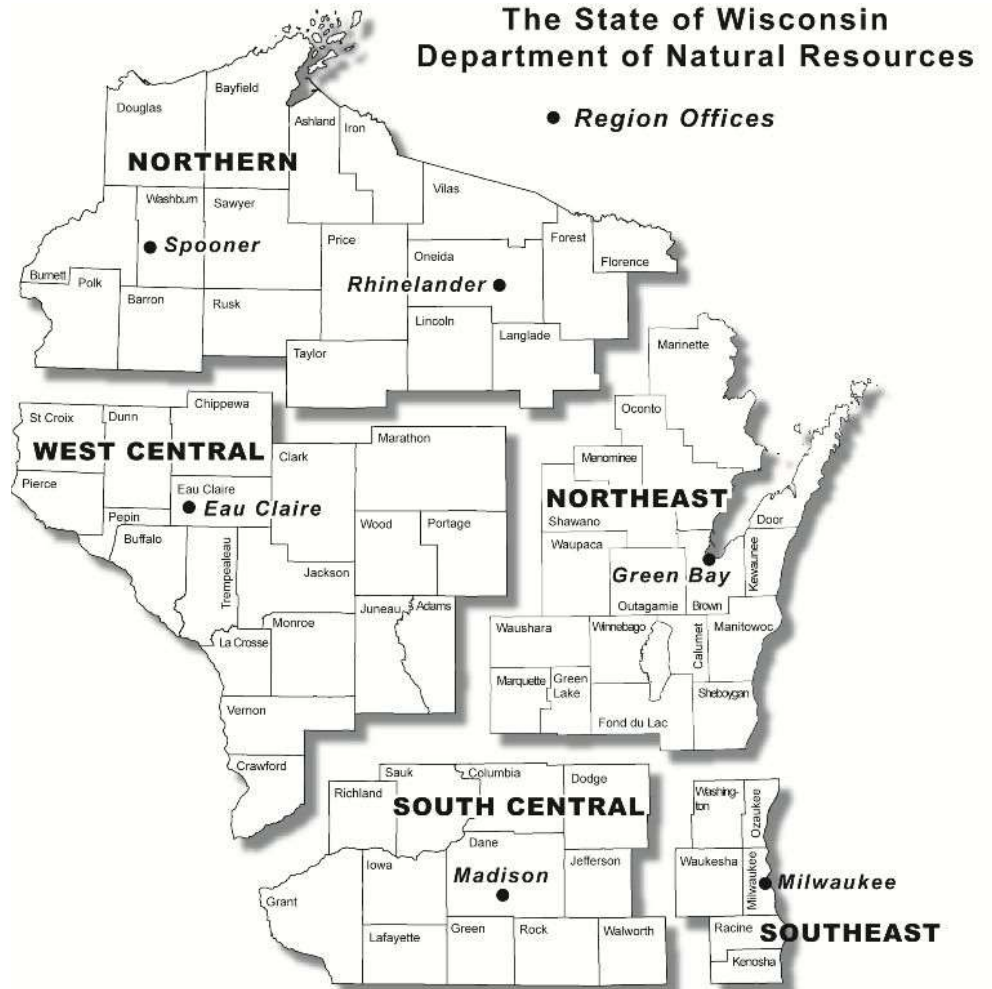 The State of Wisconsin
Department of Natural Resources
Region Offices
Bayfield
Douglas
Ashland
Iron
NORTHERN
Vilas
Washburn
Sawyer
Spooner
Price
Forest
Oneida
Florence
Burnett
Polk
Rhinelander
Barron
Rusk
Lincoln
Langlade
Taylor
Marinette
Chippewa
St Croix
Dunn
Oconto
WEST CENTRAL
Marathon
Clark
Menominee
Pierce
Eau Claire
Eau Claire
NORTHEAST
Pepin
Buffalo
Wood
Portage
Shawano
Door
Waupaca
Trempealeau
Jackson
Green Bay
Kewaunee
Juneau
Adams
Outagamie
Brown
Monroe
La Crosse
Waushara
Winnebago
Calumet
Manitowoc
Marquette
Green
Lake
Sheboygan
Vernon
Fond du Lac
Crawford
Sauk
Columbia
Dodge
Richland
SOUTH CENTRAL
Washing-
ton
Ozaukee
Dane
Iowa
Jefferson
Waukesha
Madison
Milwaukee
Milwaukee
Grant
Lafayette
Green
Rock
Walworth
Racine
SOUTHEAST
Kenosha